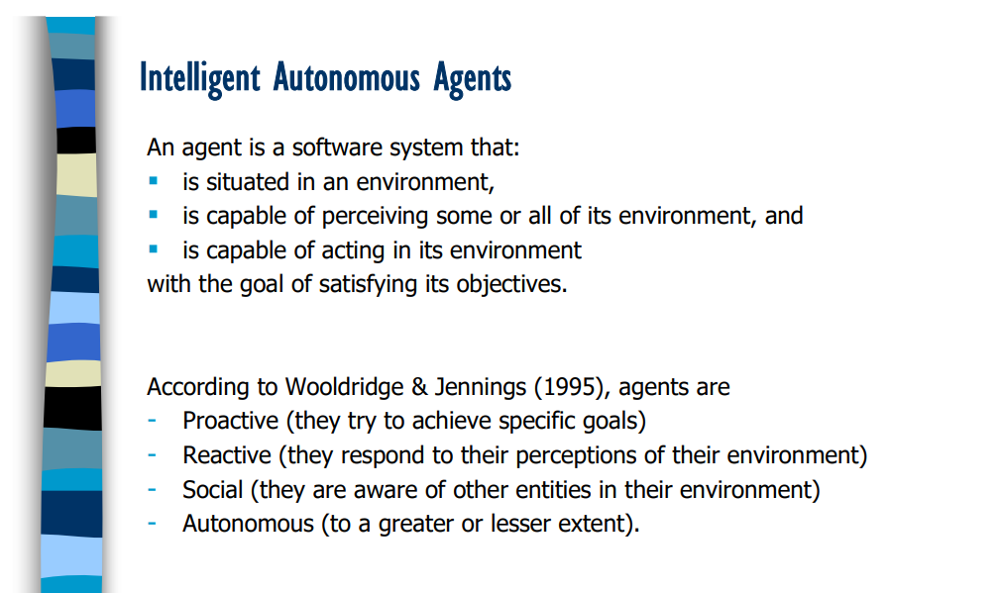 Intelligent Autonomous Agents
An agent is a software system that:
▪ is situated in an environment,
▪ is capable of perceiving some or all of its environment, and
▪ is capable of acting in its environment
with the goal of satisfying its objectives.
According to Wooldridge & Jennings (1995), agents are
- Proactive (they try to achieve specific goals)
- Reactive (they respond to their perceptions of their environment)
- Social (they are aware of other entities in their environment)
- Autonomous (to a greater or lesser extent).